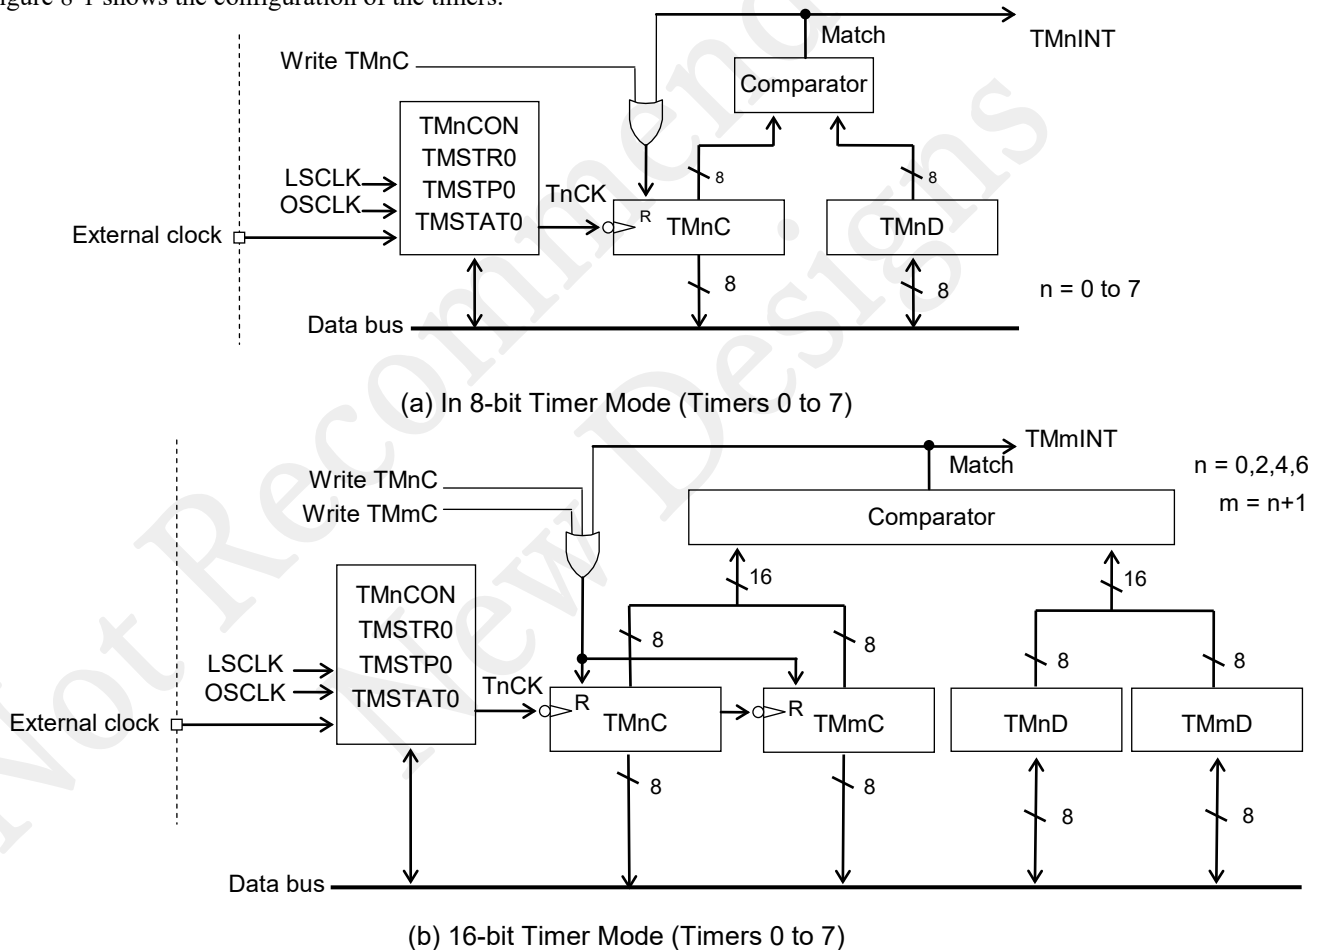 gure 8-1 shows the configuration of the timers.
Write TMnC
Match
TMnINT
Comparator
TMnCON
TMSTR0
TMSTP0
TMSTAT0
LSCLK
OSCLK
External clock
TnCK
R
TMnC
8
8
TMnD
8
8
n = 0 to 7
Data bus
(a) In 8-bit Timer Mode (Timers 0 to 7)
Write TMnC
Write TMmC
Match
TMmINT
n = 0,2,4,6
m = n+1
Comparator
16
16
TMnCON
TMSTR0
TMSTP0
TMSTAT0
LSCLK
OSCLK
External clock
TnCK
8
8
8
8
R
TMnC
R
TMmC
TMnD
TMmD
8
8
8
8
Data bus
(b) 16-bit Timer Mode (Timers 0 to 7)
Not Recommend
New Designs